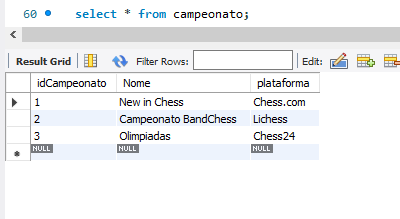 60 select * from campeonato;
Result Grid Filter Rows: Edit:
idCampeonato Nome plataforma
1 New in Chess Chess.com
2 Campeonato BandChess Lichess
3 Olimpiadas Chess24
NULL NULL NULL